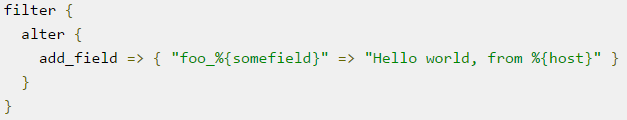 filter {
  alter {
    add_field => { "foo_%{somefield}" => "Hello world, from %{host}" }
  }
}